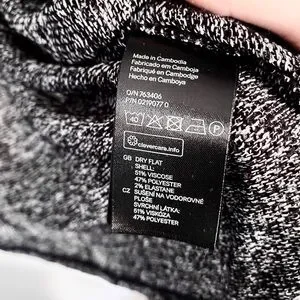 Made in Cambodia
Fabricado em Camboja
Fabriqué en Cambodge
Hecho en Camboya
O/N 763406
P/N 0219077 0
40
P
clevercare.info
GB DRY FLAT
SHELL:
51% VISCOSE
47% POLYESTER
2% ELASTANE
CZ SUŠENÍ NA VODOROVNÉ
PLOŠE
SVRCHNÍ LÁTKA:
51% VISKÓZA
47% POLYESTER